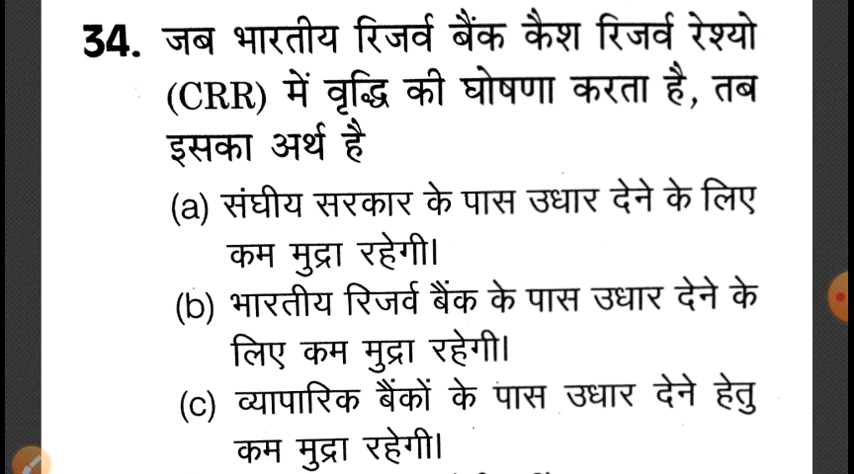 34. जब भारतीय रिजर्व बैंक कैश रिजर्व रेश्यो
(CRR) में वृद्धि की घोषणा करता है, तब
इसका अर्थ है
(a) संघीय सरकार के पास उधार देने के लिए
कम मुद्रा रहेगी।
(b) भारतीय रिजर्व बैंक के पास उधार देने के
लिए कम मुद्रा रहेगी।
(c) व्यापारिक बैंकों के पास उधार देने हेतु
कम मुद्रा रहेगी।